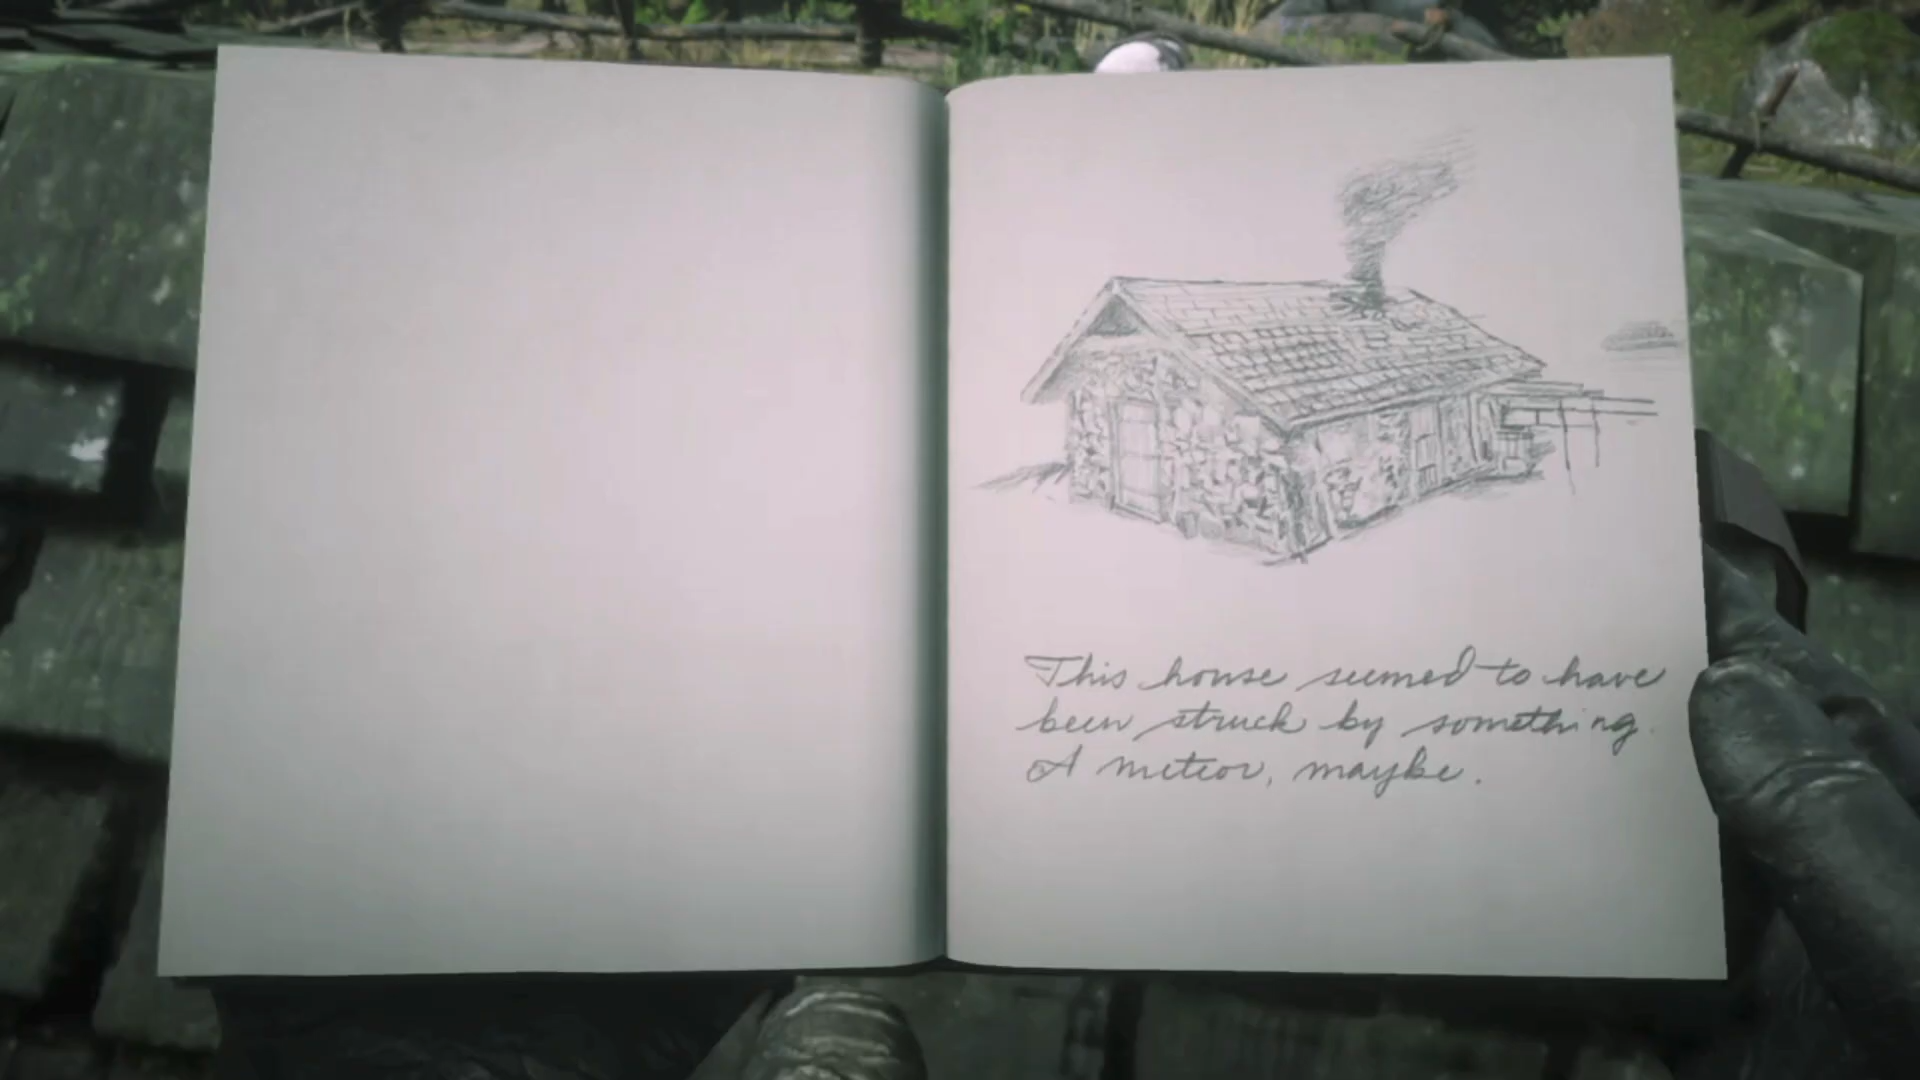 This house seemed to have
been struck by something.
A meteor, maybe.